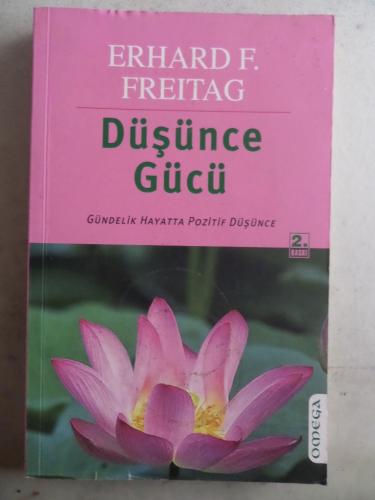 ERHARD F.
FREITAG
Düşünce
Gücü
GÜNDELİK HAYATTA POZİTİF DÜŞÜNCE
2.
BASKI
OMEGA